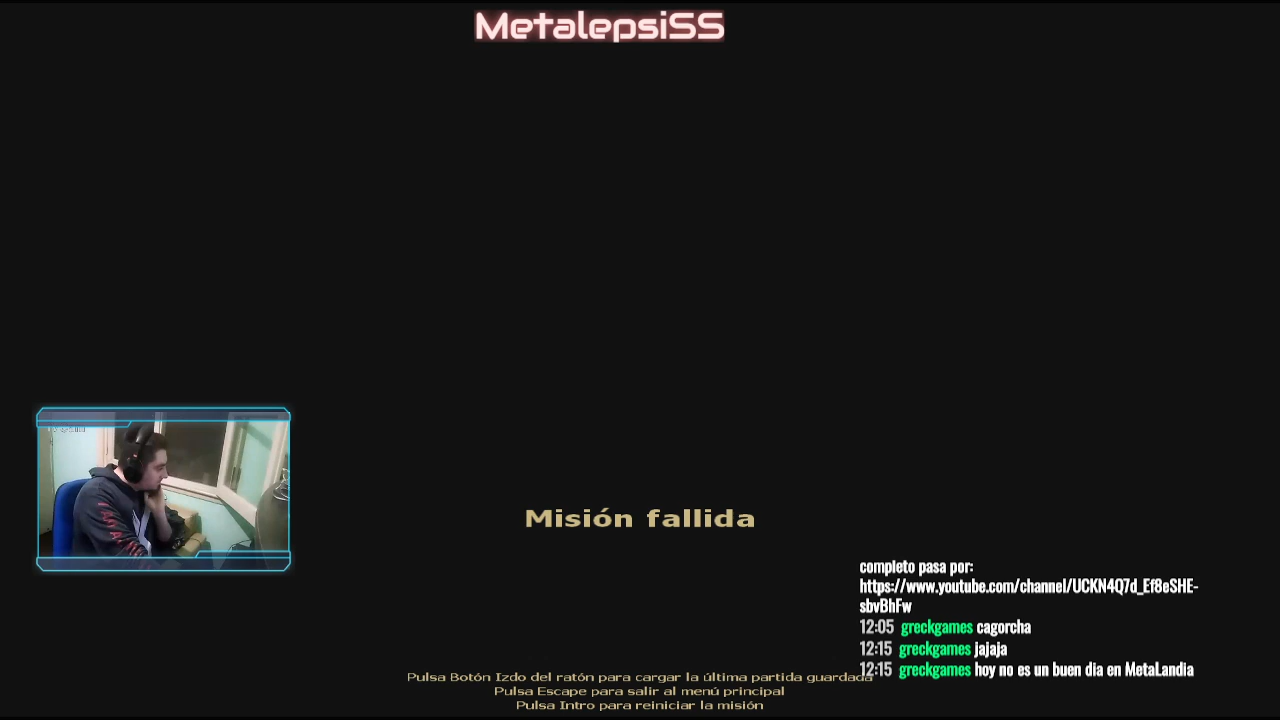 MetalepsiSS
Misión fallida
completo pasa por:
https://www.youtube.com/channel/UCKN4Q7d_Ef8eSHE-
sbvBhFw
12:05 greckgames cagorcha
12:15 greckgames jajaja
12:15 greckgames hoy no es un buen dia en MetaLandia
Pulsa Botón Izdo del ratón para cargar la última partida guardada
Pulsa Escape para salir al menú principal
Pulsa Intro para reiniciar la misión